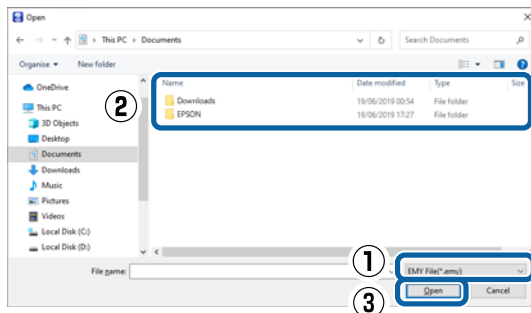 Open
This PC > Documents
Search Documents
Organise
New folder
OneDrive
This PC
3D Objects
Desktop
Documents
Downloads
Music
Pictures
Videos
Local Disk (C:)
Local Disk (D:)
Name Date modified Type Size
Downloads 19/06/2019 00:54 File folder
EPSON 19/06/2019 17:27 File folder
②
①
File name:
EMY File(*.emy)
③
Open Cancel